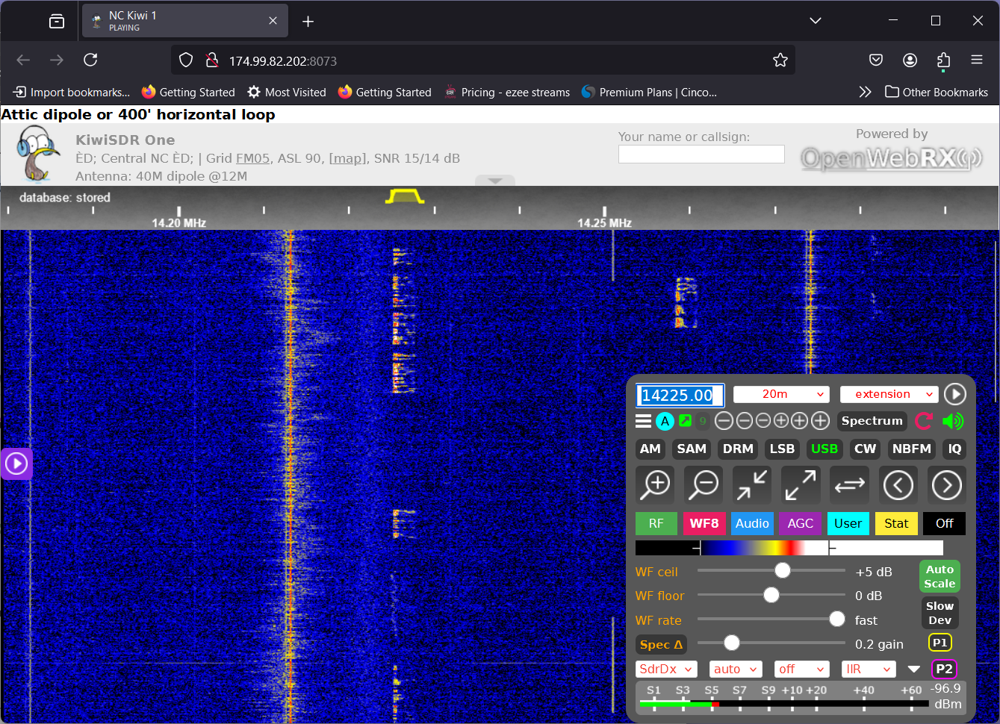 NC Kiwi 1
PLAYING
174.99.82.202:8073
Import bookmarks... Getting Started Most Visited Getting Started Pricing - ezee streams Premium Plans | Cinco... Other Bookmarks
Attic dipole or 400' horizontal loop
KiwiSDR One
ÈD; Central NC ÈD; | Grid FM05, ASL 90, [map], SNR 15/14 dB
Antenna: 40M dipole @12M
Your name or callsign:
Powered by
OpenWebRX
database: stored
14.20 MHz 14.25 MHz
14225.00 20m extension
A 9 Spectrum
AM SAM DRM LSB USB CW NBFM IQ
RF WF8 Audio AGC User Stat Off
WF ceil +5 dB Auto Scale
WF floor 0 dB
WF rate fast Slow Dev
Spec Δ 0.2 gain P1
SdrDx auto off IIR P2
S1 S3 S5 S7 S9 +10 +20 +40 +60 -96.9 dBm